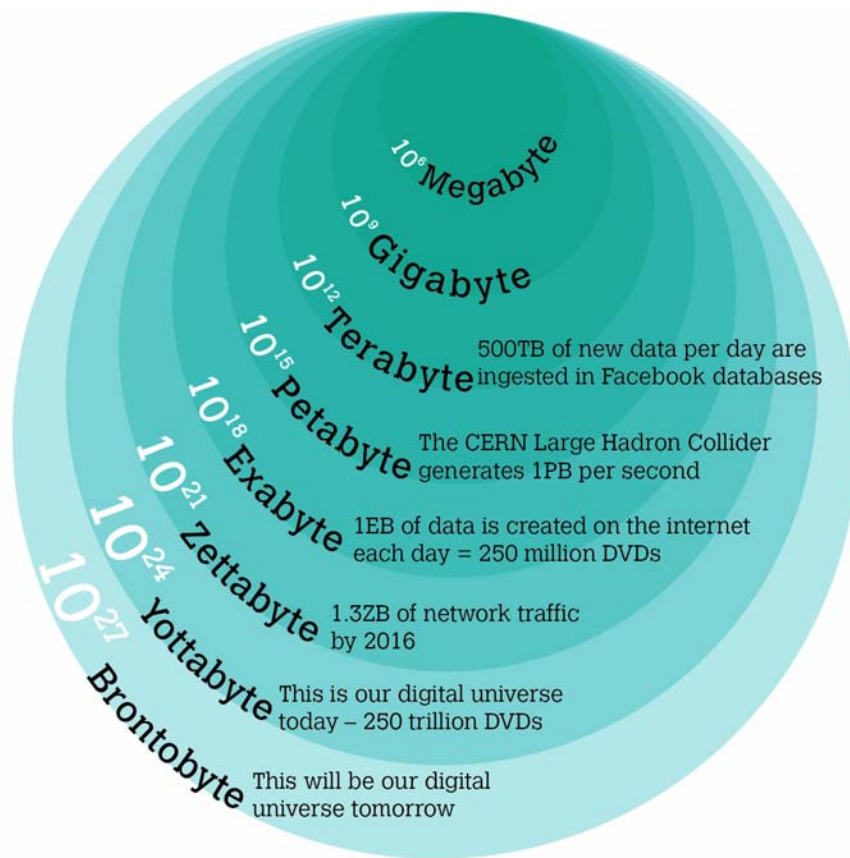 10⁶ Megabyte
10⁹ Gigabyte
10¹² Terabyte
500TB of new data per day are
ingested in Facebook databases
10¹⁵ Petabyte
The CERN Large Hadron Collider
generates 1PB per second
10¹⁸ Exabyte
1EB of data is created on the internet
each day = 250 million DVDs
10²¹ Zettabyte
1.3ZB of network traffic
by 2016
10²⁴ Yottabyte
This is our digital universe
today – 250 trillion DVDs
10²⁷ Brontobyte
This will be our digital
universe tomorrow